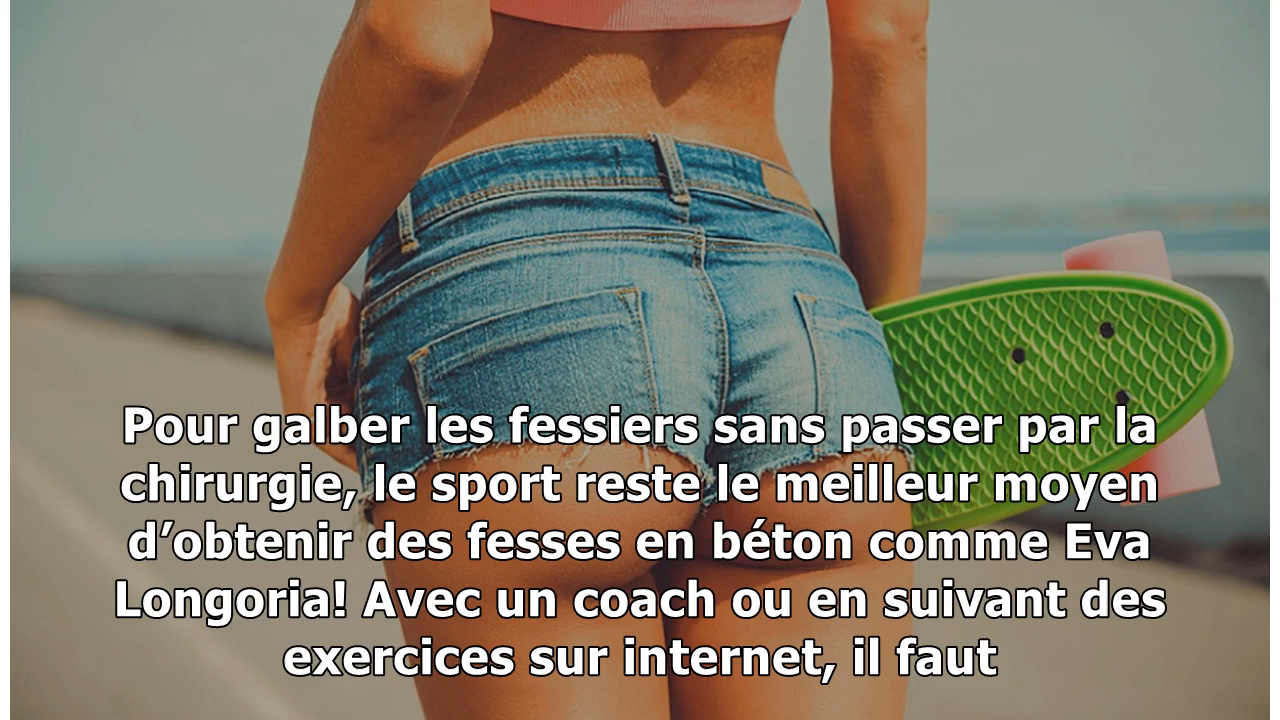 Pour galber les fessiers sans passer par la
chirurgie, le sport reste le meilleur moyen
d’obtenir des fesses en béton comme Eva
Longoria! Avec un coach ou en suivant des
exercices sur internet, il faut